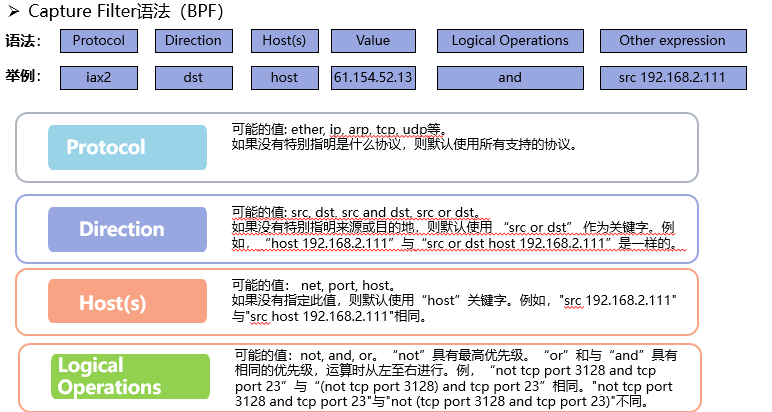 ➢ Capture Filter语法（BPF）
语法： Protocol Direction Host(s) Value Logical Operations Other expression
举例： iax2 dst host 61.154.52.13 and src 192.168.2.111
Protocol
可能的值: ether, ip, arp, tcp, udp等。
如果没有特别指明是什么协议，则默认使用所有支持的协议。
Direction
可能的值: src, dst, src and dst, src or dst。
如果没有特别指明来源或目的地，则默认使用 “src or dst” 作为关键字。例
如， “host 192.168.2.111”与“src or dst host 192.168.2.111”是一样的。
Host(s)
可能的值： net, port, host。
如果没有指定此值，则默认使用“host”关键字。例如，"src 192.168.2.111"
与"src host 192.168.2.111"相同。
Logical
Operations
可能的值：not, and, or。“not”具有最高优先级。“or”和与“and”具有
相同的优先级，运算时从左至右进行。例， “not tcp port 3128 and tcp
port 23”与“(not tcp port 3128) and tcp port 23”相同。"not tcp port
3128 and tcp port 23"与"not (tcp port 3128 and tcp port 23)"不同。